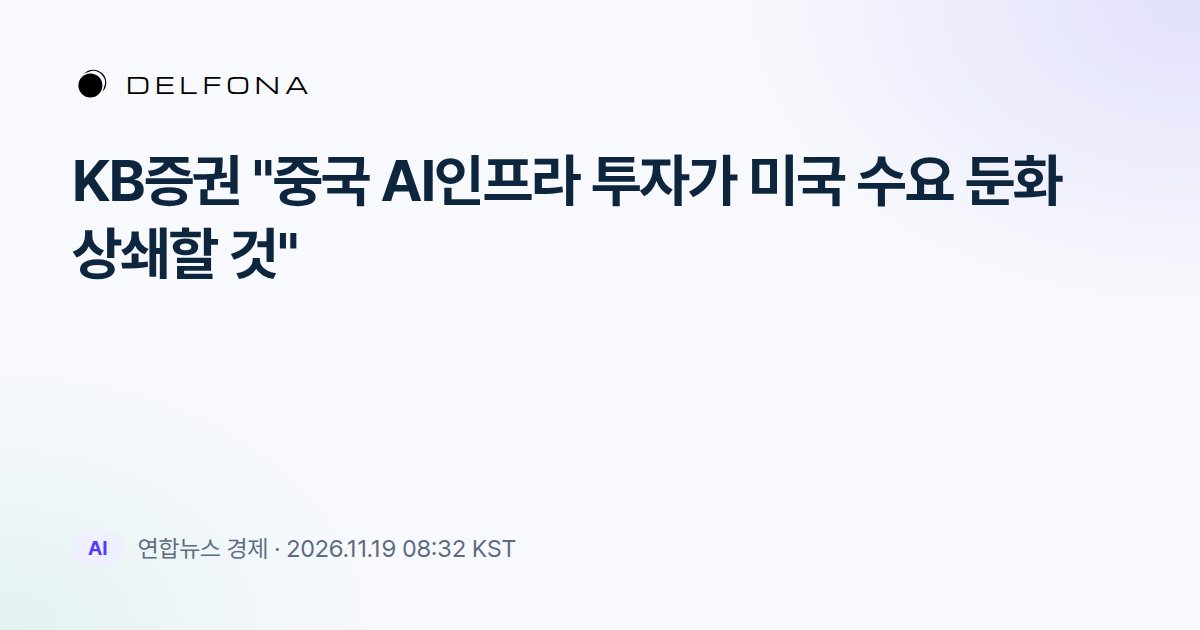 DELFONA
KB증권 "중국 AI인프라 투자가 미국 수요 둔화
상쇄할 것"
AI 연합뉴스 경제 · 2026.11.19 08:32 KST